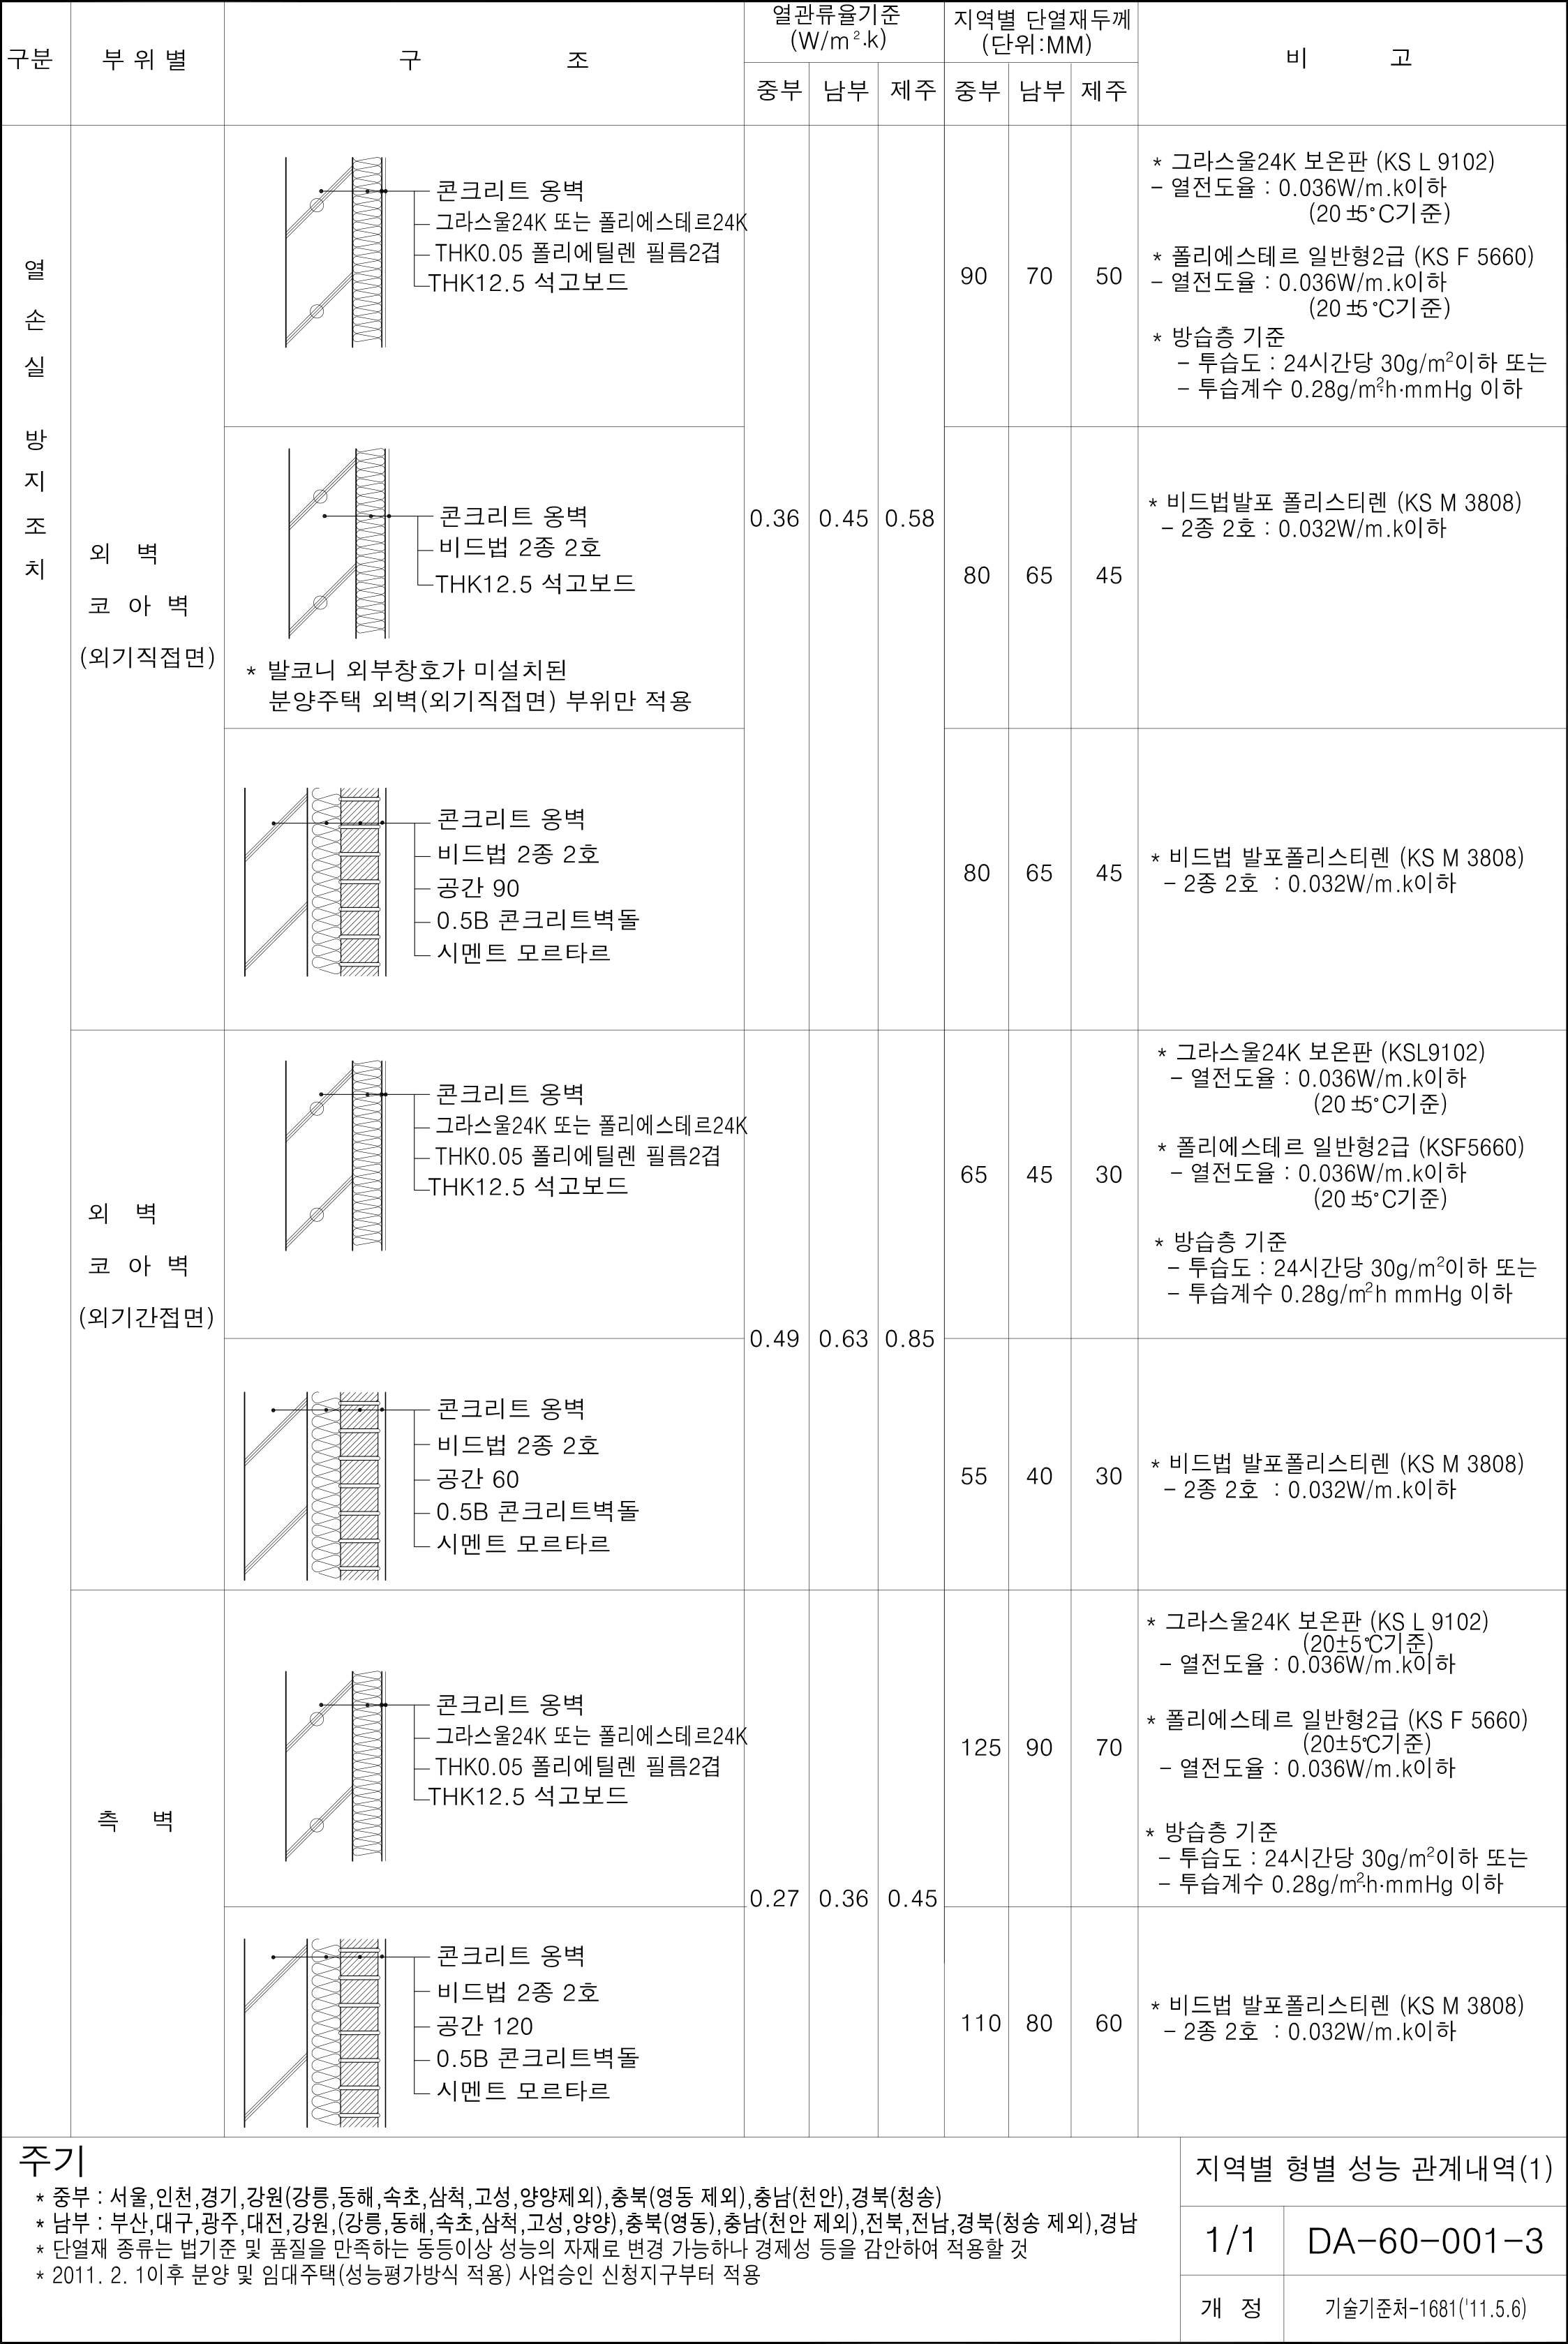 구분
부 위 별
구 조
열관류율기준
(W/m²·k)
중부 남부 제주
지역별 단열재두께
(단위:MM)
중부 남부 제주
비 고
열
손
실
방
지
조
치
외 벽
코 아 벽
(외기직접면)
콘크리트 옹벽
그라스울24K 또는 폴리에스테르24K
THK0.05 폴리에틸렌 필름2겹
THK12.5 석고보드
0.36 0.45 0.58
90 70 50
* 그라스울24K 보온판 (KS L 9102)
- 열전도율 : 0.036W/m.k이하
(20±5°C기준)
* 폴리에스테르 일반형2급 (KS F 5660)
- 열전도율 : 0.036W/m.k이하
(20±5°C기준)
* 방습층 기준
- 투습도 : 24시간당 30g/m²이하 또는
- 투습계수 0.28g/m²·h·mmHg 이하
콘크리트 옹벽
비드법 2종 2호
THK12.5 석고보드
* 발코니 외부창호가 미설치된
분양주택 외벽(외기직접면) 부위만 적용
80 65 45
* 비드법발포 폴리스티렌 (KS M 3808)
- 2종 2호 : 0.032W/m.k이하
콘크리트 옹벽
비드법 2종 2호
공간 90
0.5B 콘크리트벽돌
시멘트 모르타르
80 65 45
* 비드법 발포폴리스티렌 (KS M 3808)
- 2종 2호 : 0.032W/m.k이하
외 벽
코 아 벽
(외기간접면)
콘크리트 옹벽
그라스울24K 또는 폴리에스테르24K
THK0.05 폴리에틸렌 필름2겹
THK12.5 석고보드
0.49 0.63 0.85
65 45 30
* 그라스울24K 보온판 (KSL9102)
- 열전도율 : 0.036W/m.k이하
(20±5°C기준)
* 폴리에스테르 일반형2급 (KSF5660)
- 열전도율 : 0.036W/m.k이하
(20±5°C기준)
* 방습층 기준
- 투습도 : 24시간당 30g/m²이하 또는
- 투습계수 0.28g/m²h mmHg 이하
콘크리트 옹벽
비드법 2종 2호
공간 60
0.5B 콘크리트벽돌
시멘트 모르타르
55 40 30
* 비드법 발포폴리스티렌 (KS M 3808)
- 2종 2호 : 0.032W/m.k이하
측 벽
콘크리트 옹벽
그라스울24K 또는 폴리에스테르24K
THK0.05 폴리에틸렌 필름2겹
THK12.5 석고보드
0.27 0.36 0.45
125 90 70
* 그라스울24K 보온판 (KS L 9102)
(20±5℃기준)
- 열전도율 : 0.036W/m.k이하
* 폴리에스테르 일반형2급 (KS F 5660)
(20±5℃기준)
- 열전도율 : 0.036W/m.k이하
* 방습층 기준
- 투습도 : 24시간당 30g/m²이하 또는
- 투습계수 0.28g/m²·h·mmHg 이하
콘크리트 옹벽
비드법 2종 2호
공간 120
0.5B 콘크리트벽돌
시멘트 모르타르
110 80 60
* 비드법 발포폴리스티렌 (KS M 3808)
- 2종 2호 : 0.032W/m.k이하
주기
* 중부 : 서울,인천,경기,강원(강릉,동해,속초,삼척,고성,양양제외),충북(영동 제외),충남(천안),경북(청송)
* 남부 : 부산,대구,광주,대전,강원,(강릉,동해,속초,삼척,고성,양양),충북(영동),충남(천안 제외),전북,전남,경북(청송 제외),경남
* 단열재 종류는 법기준 및 품질을 만족하는 동등이상 성능의 자재로 변경 가능하나 경제성 등을 감안하여 적용할 것
* 2011. 2. 1이후 분양 및 임대주택(성능평가방식 적용) 사업승인 신청지구부터 적용
지역별 형별 성능 관계내역(1)
1/1 DA-60-001-3
개 정 기술기준처-1681('11.5.6)